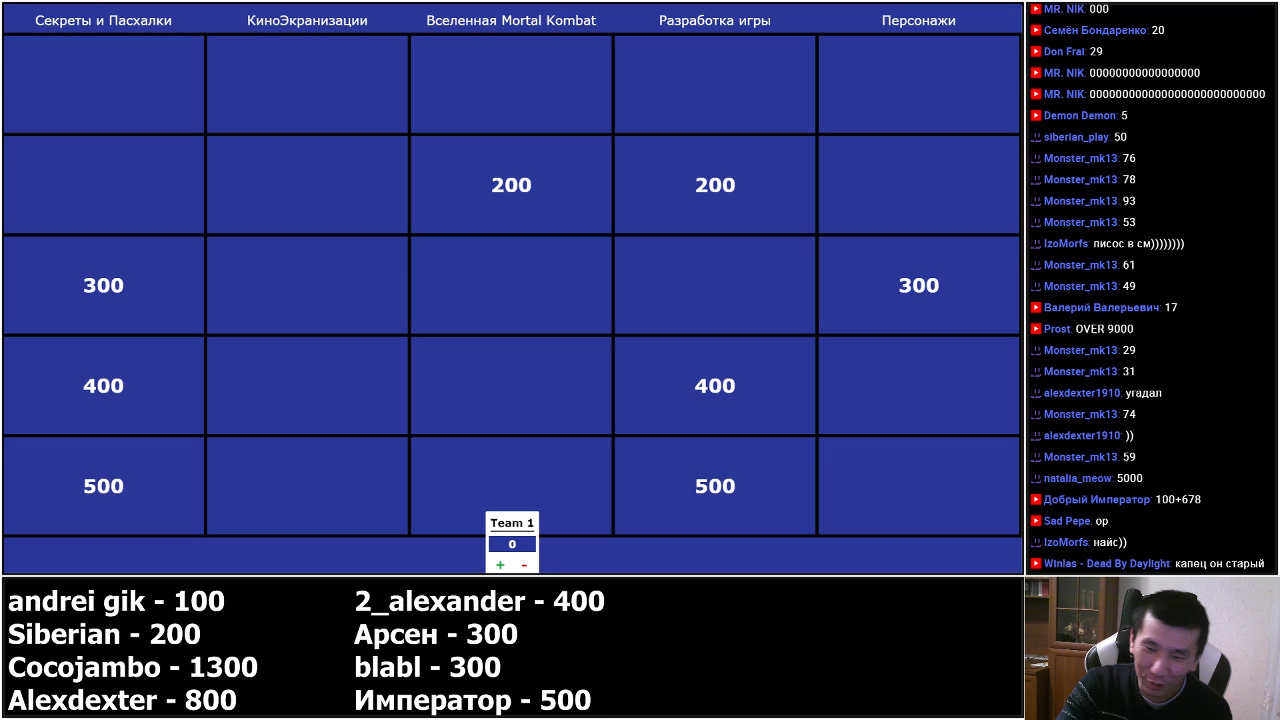 Секреты и Пасхалки
КиноЭкранизации
Вселенная Mortal Kombat
Разработка игры
Персонажи
200
200
300
300
400
400
500
500
Team 1
0
+ -
MR. NIK: 000
Семён Бондаренко: 20
Don Frai: 29
MR. NIK: 00000000000000000
MR. NIK: 000000000000000000000000000
Demon Demon: 5
siberian_play: 50
Monster_mk13: 76
Monster_mk13: 78
Monster_mk13: 93
Monster_mk13: 53
IzoMorfs: писос в см))))))))
Monster_mk13: 61
Monster_mk13: 49
Валерий Валерьевич: 17
Prost: OVER 9000
Monster_mk13: 29
Monster_mk13: 31
alexdexter1910: угадал
Monster_mk13: 74
alexdexter1910: ))
Monster_mk13: 59
natalia_meow: 5000
Добрый Император: 100+678
Sad Pepe: ор
IzoMorfs: найс))
Winlas - Dead By Daylight: капец он старый
andrei gik - 100
Siberian - 200
Cocojambo - 1300
Alexdexter - 800
2_alexander - 400
Арсен - 300
blabl - 300
Император - 500